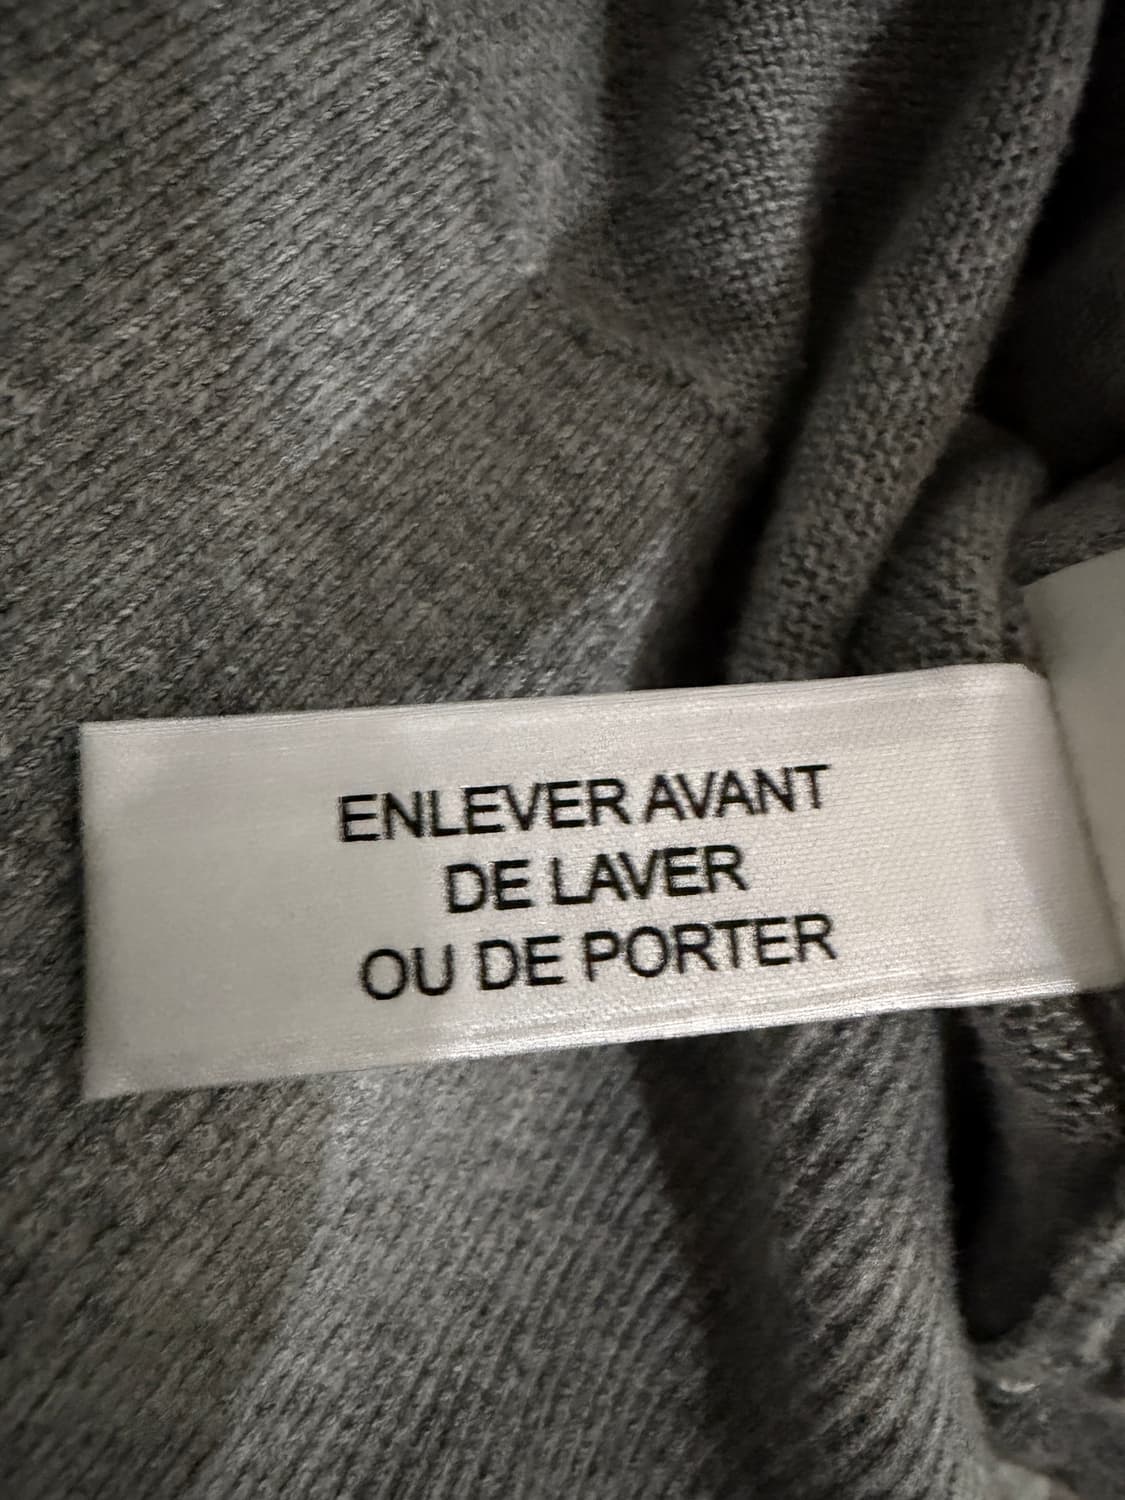 ENLEVER AVANT
DE LAVER
OU DE PORTER